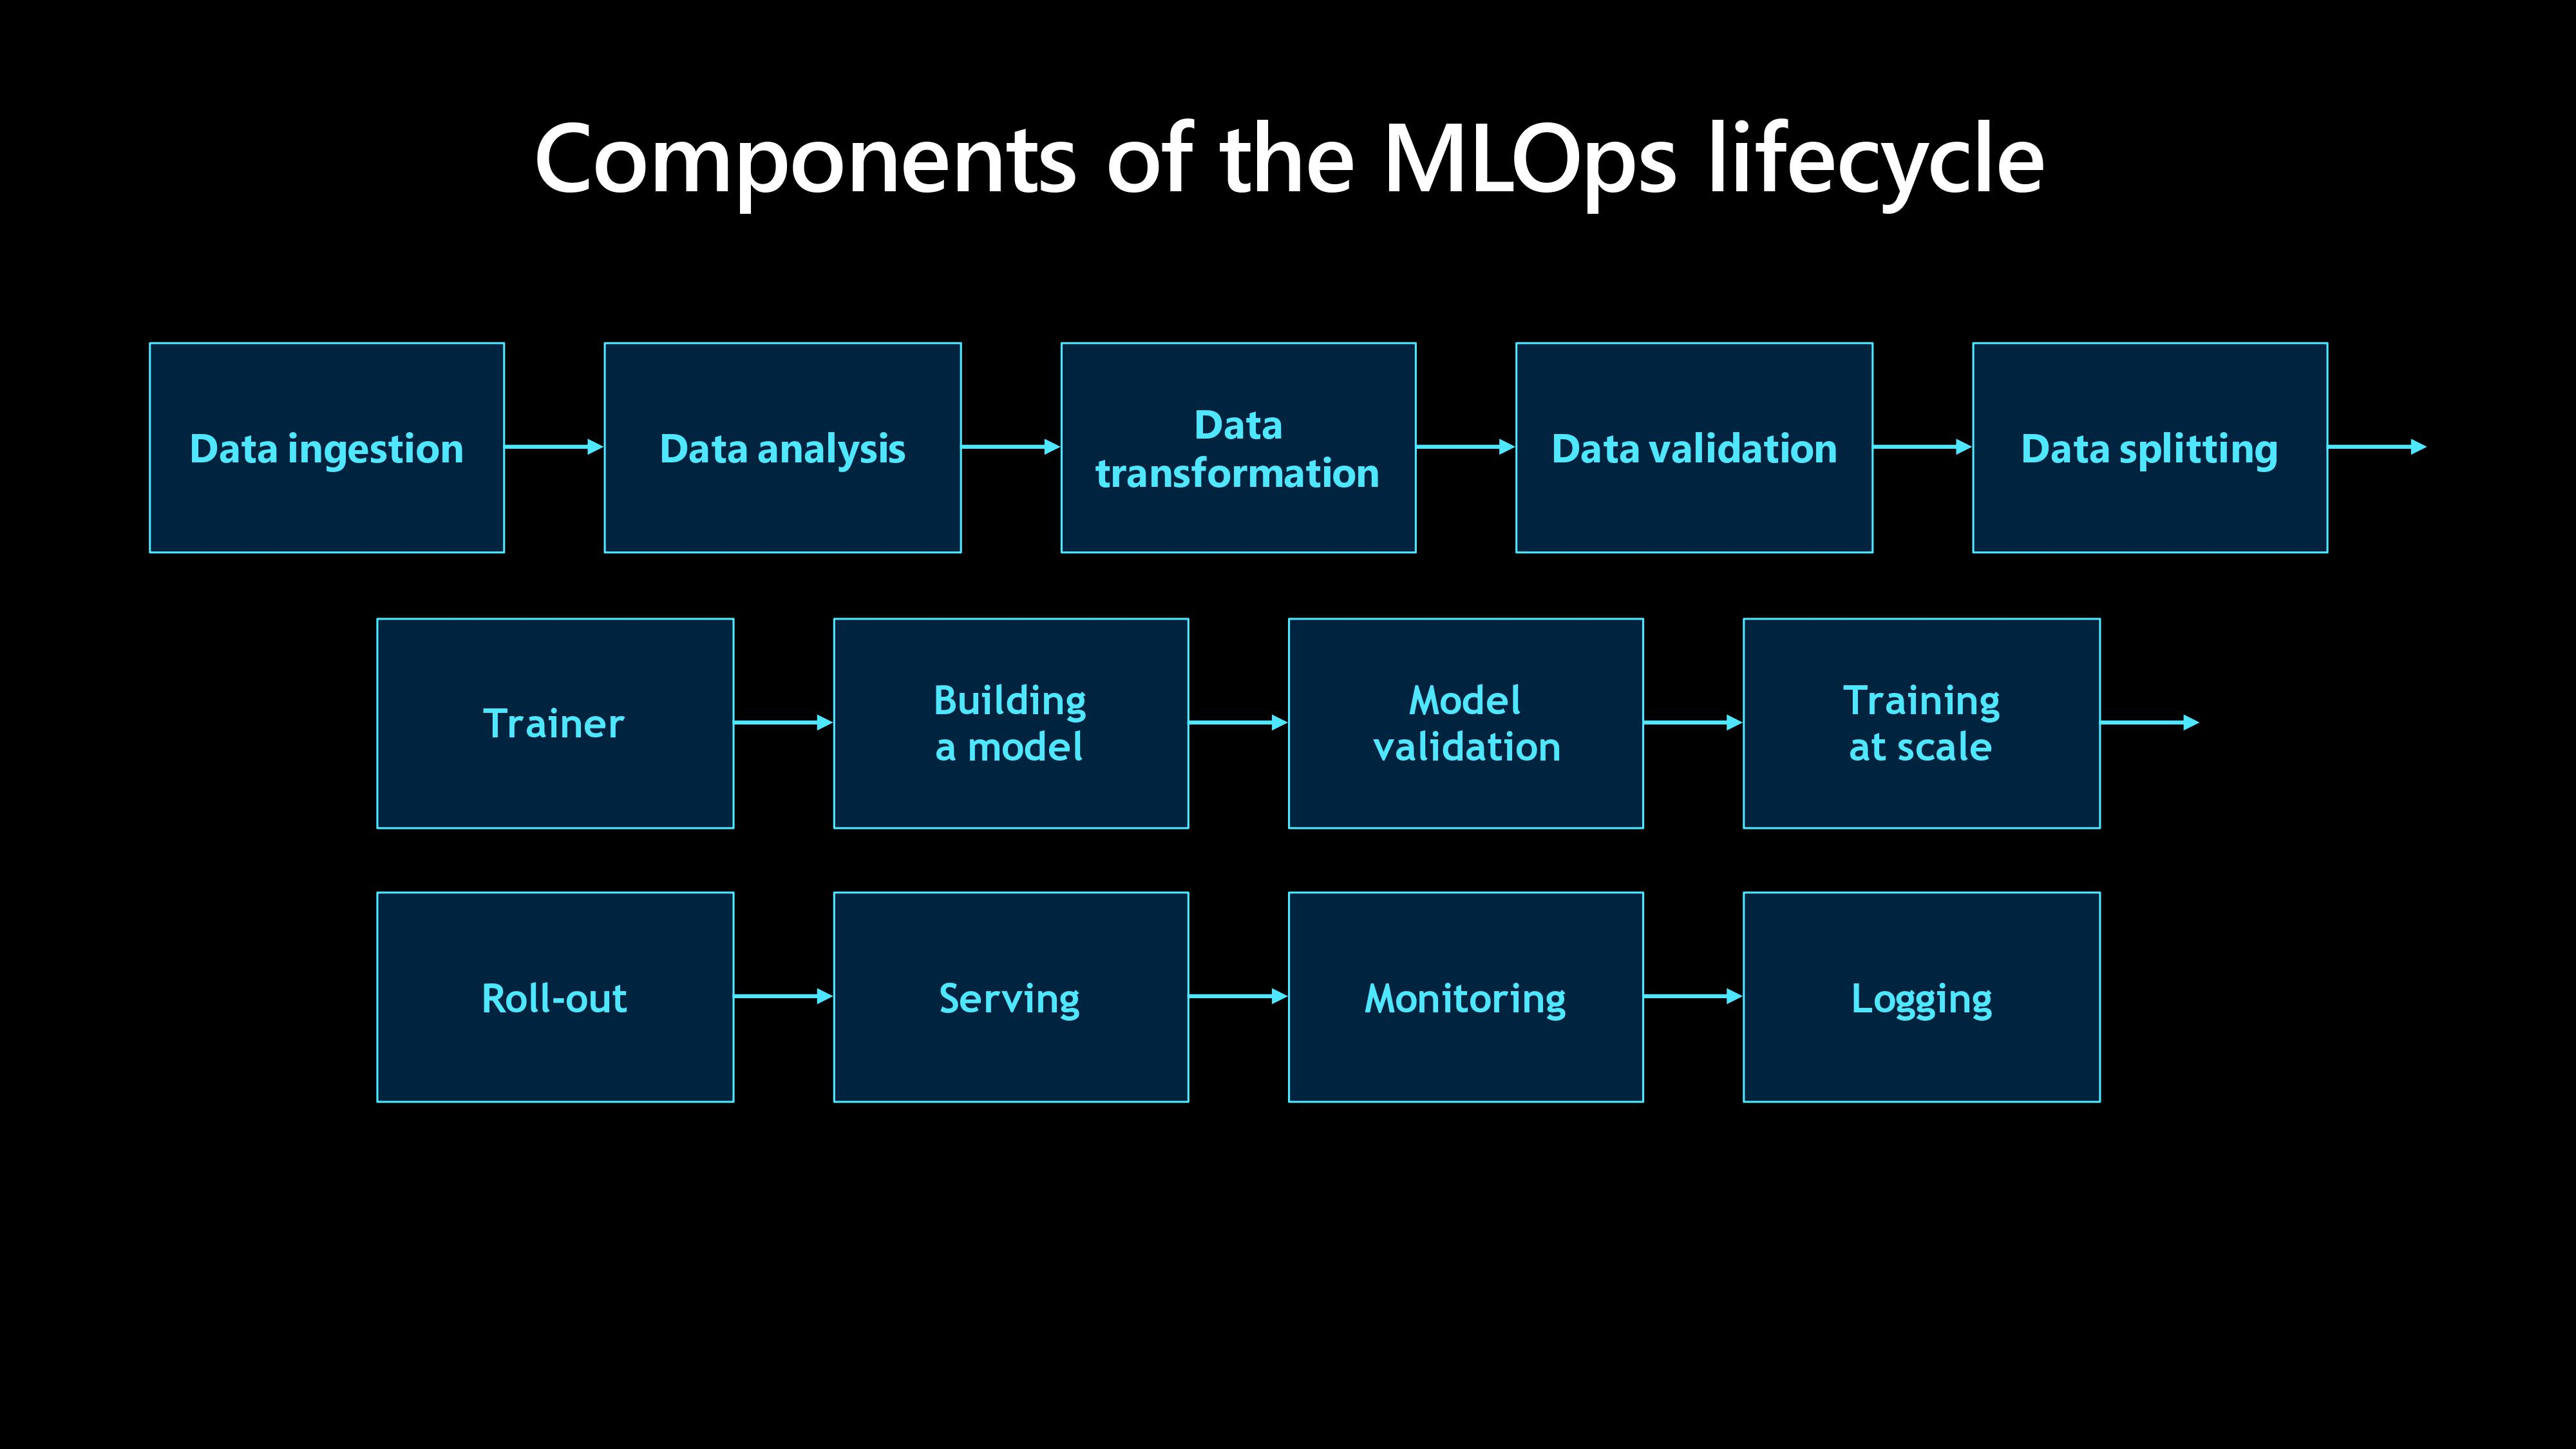 Components of the MLOps lifecycle
Data ingestion
Data analysis
Data
transformation
Data validation
Data splitting
Trainer
Building
a model
Model
validation
Training
at scale
Roll-out
Serving
Monitoring
Logging